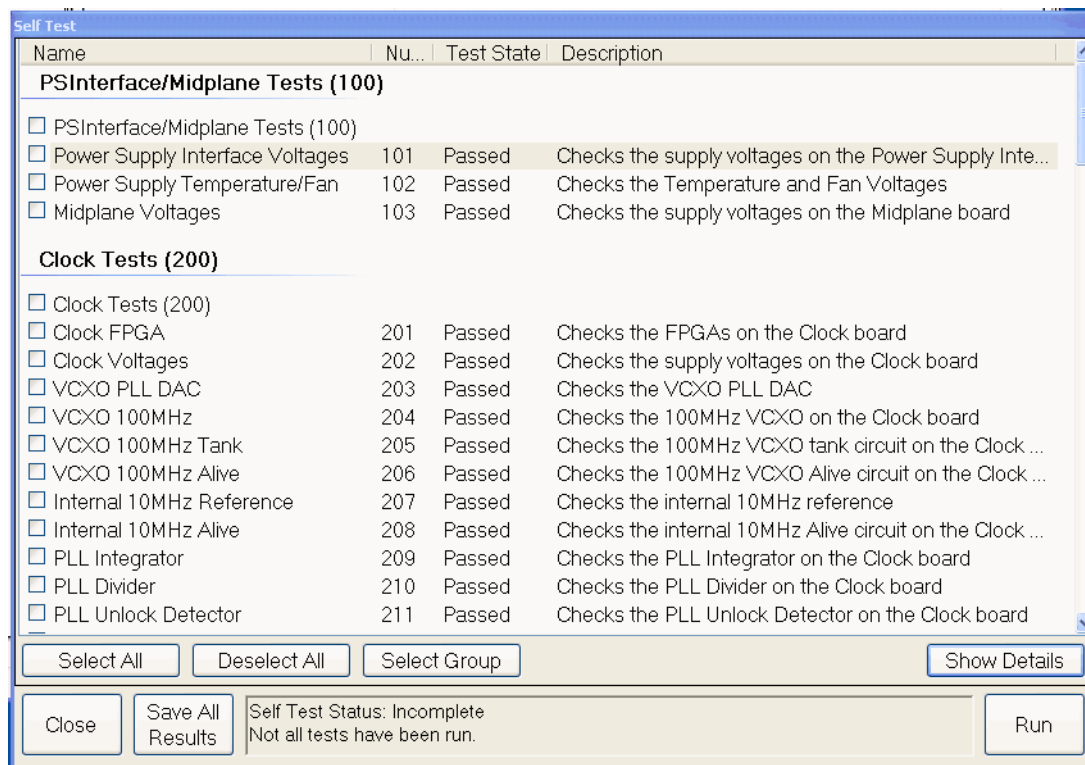 Self Test
Name Nu... Test State Description
PSInterface/Midplane Tests (100)
PSInterface/Midplane Tests (100)
Power Supply Interface Voltages 101 Passed Checks the supply voltages on the Power Supply Inte...
Power Supply Temperature/Fan 102 Passed Checks the Temperature and Fan Voltages
Midplane Voltages 103 Passed Checks the supply voltages on the Midplane board
Clock Tests (200)
Clock Tests (200)
Clock FPGA 201 Passed Checks the FPGAs on the Clock board
Clock Voltages 202 Passed Checks the supply voltages on the Clock board
VCXO PLL DAC 203 Passed Checks the VCXO PLL DAC
VCXO 100MHz 204 Passed Checks the 100MHz VCXO on the Clock board
VCXO 100MHz Tank 205 Passed Checks the 100MHz VCXO tank circuit on the Clock ...
VCXO 100MHz Alive 206 Passed Checks the 100MHz VCXO Alive circuit on the Clock ...
Internal 10MHz Reference 207 Passed Checks the internal 10MHz reference
Internal 10MHz Alive 208 Passed Checks the internal 10MHz Alive circuit on the Clock ...
PLL Integrator 209 Passed Checks the PLL Integrator on the Clock board
PLL Divider 210 Passed Checks the PLL Divider on the Clock board
PLL Unlock Detector 211 Passed Checks the PLL Unlock Detector on the Clock board
Select All Deselect All Select Group Show Details
Close Save All Results Self Test Status: Incomplete
Not all tests have been run. Run